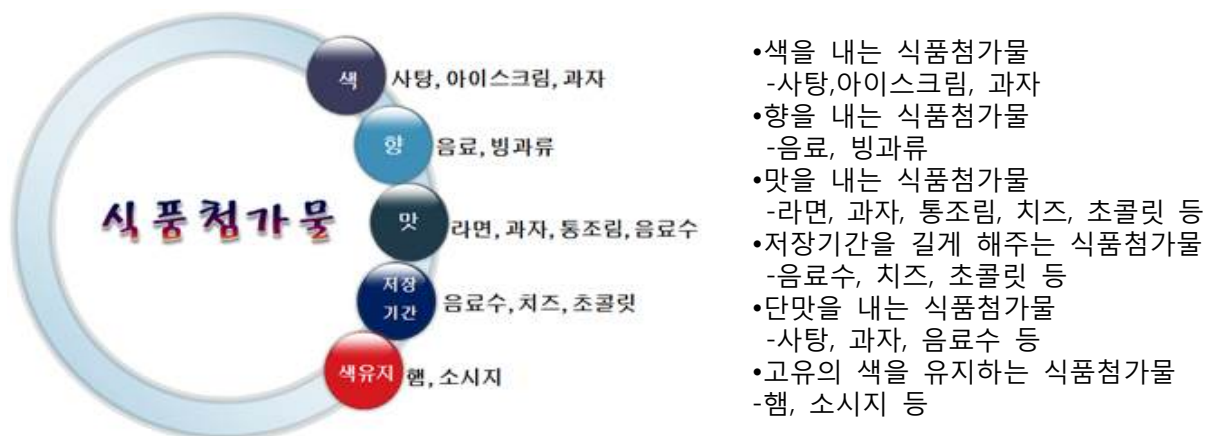 식품첨가물
색
사탕, 아이스크림, 과자
향
음료, 빙과류
맛
라면, 과자, 통조림, 음료수
저장
기간
음료수, 치즈, 초콜릿
색유지
햄, 소시지
•색을 내는 식품첨가물
-사탕,아이스크림, 과자
•향을 내는 식품첨가물
-음료, 빙과류
•맛을 내는 식품첨가물
-라면, 과자, 통조림, 치즈, 초콜릿 등
•저장기간을 길게 해주는 식품첨가물
-음료수, 치즈, 초콜릿 등
•단맛을 내는 식품첨가물
-사탕, 과자, 음료수 등
•고유의 색을 유지하는 식품첨가물
-햄, 소시지 등